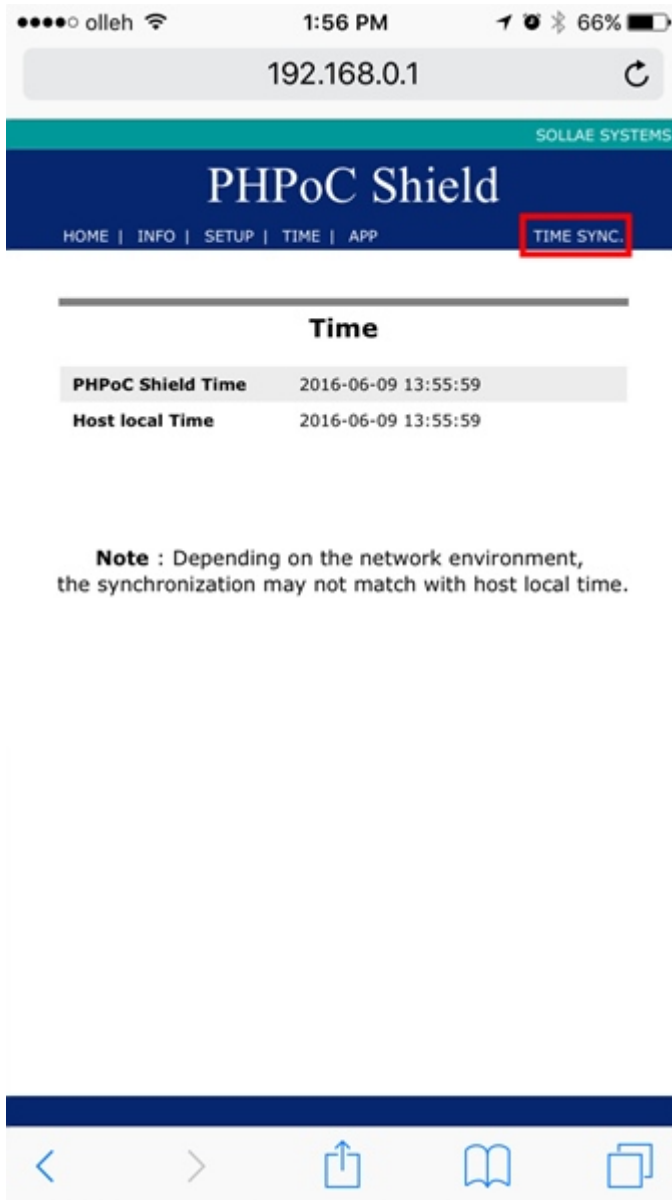 olleh 1:56 PM 66%
192.168.0.1
SOLLAE SYSTEMS
PHPoC Shield
HOME | INFO | SETUP | TIME | APP TIME SYNC.
Time
PHPoC Shield Time 2016-06-09 13:55:59
Host local Time 2016-06-09 13:55:59
Note : Depending on the network environment,
the synchronization may not match with host local time.